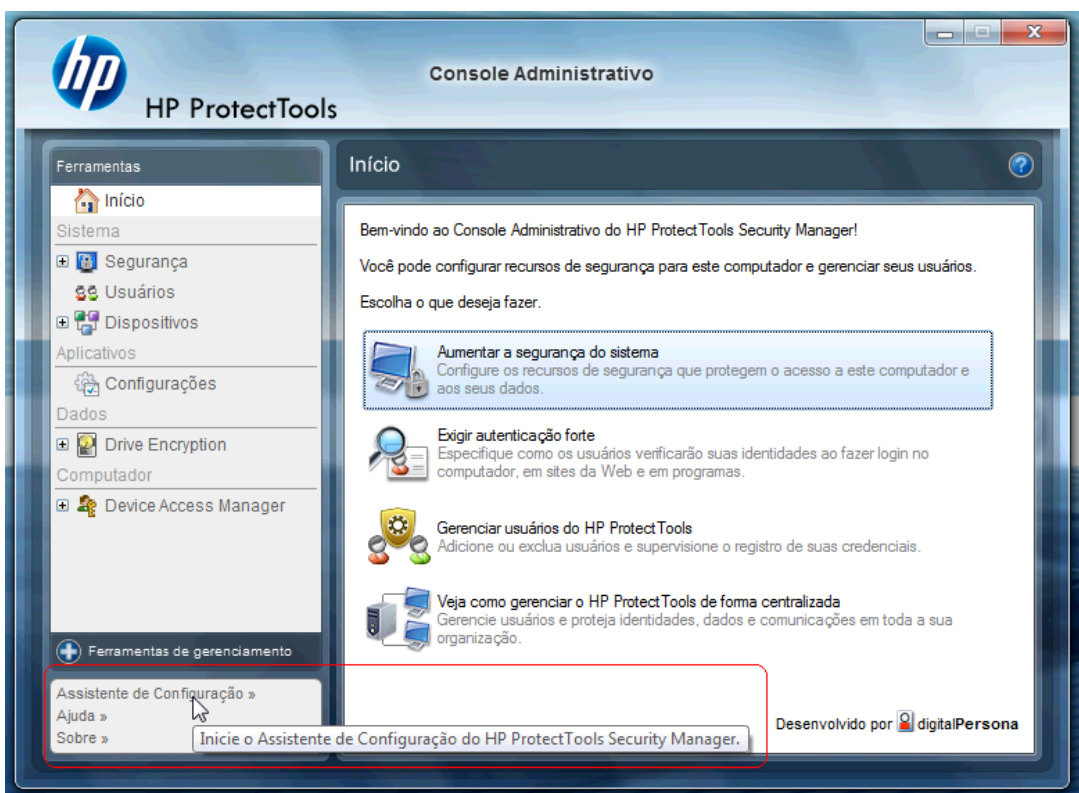 hp
HP ProtectTools
Console Administrativo
X
Ferramentas
Início
Sistema
Segurança
Usuários
Dispositivos
Aplicativos
Configurações
Dados
Drive Encryption
Computador
Device Access Manager
Ferramentas de gerenciamento
Assistente de Configuração »
Ajuda »
Sobre »
Inicie o Assistente de Configuração do HP ProtectTools Security Manager.
Início
?
Bem-vindo ao Console Administrativo do HP ProtectTools Security Manager!
Você pode configurar recursos de segurança para este computador e gerenciar seus usuários.
Escolha o que deseja fazer.
Aumentar a segurança do sistema
Configure os recursos de segurança que protegem o acesso a este computador e
aos seus dados.
Exigir autenticação forte
Especifique como os usuários verificarão suas identidades ao fazer login no
computador, em sites da Web e em programas.
Gerenciar usuários do HP ProtectTools
Adicione ou exclua usuários e supervisione o registro de suas credenciais.
Veja como gerenciar o HP ProtectTools de forma centralizada
Gerencie usuários e proteja identidades, dados e comunicações em toda a sua
organização.
Desenvolvido por digitalPersona